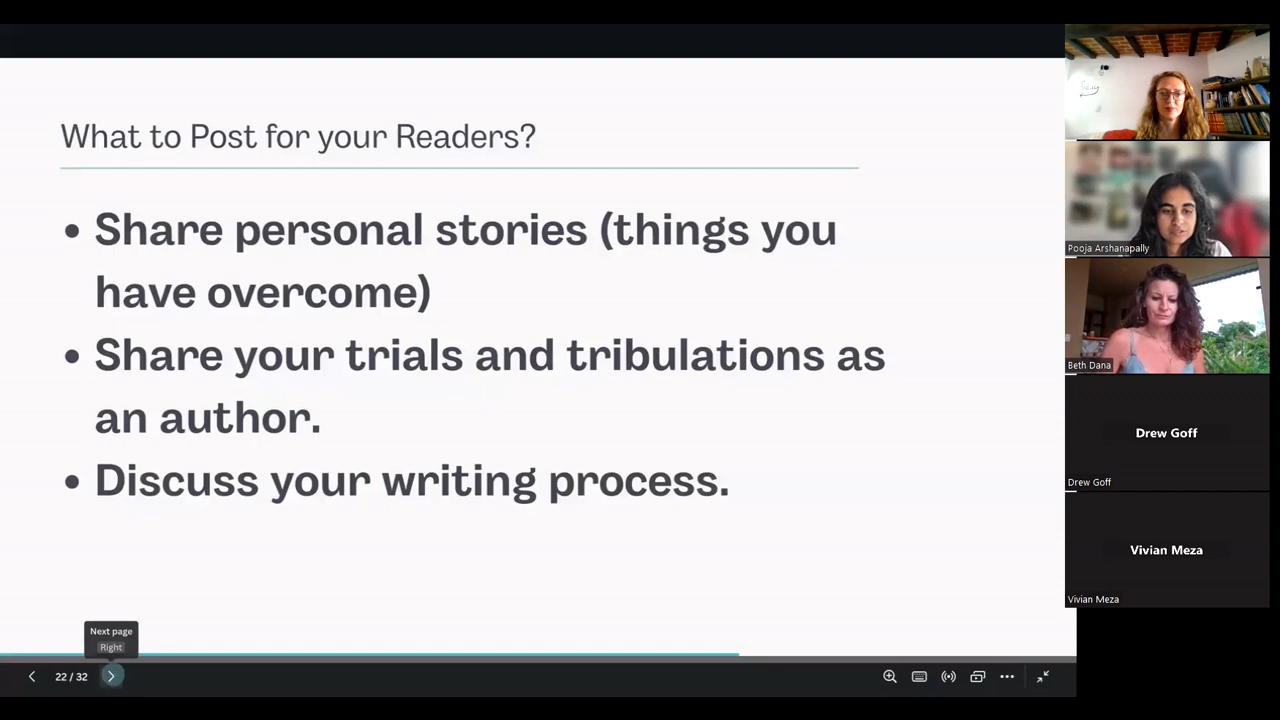 What to Post for your Readers?
• Share personal stories (things you
have overcome)
• Share your trials and tribulations as
an author.
• Discuss your writing process.
Next page
Right
22 / 32
Pooja Arshanapally
Beth Dana
Drew Goff
Drew Goff
Vivian Meza
Vivian Meza